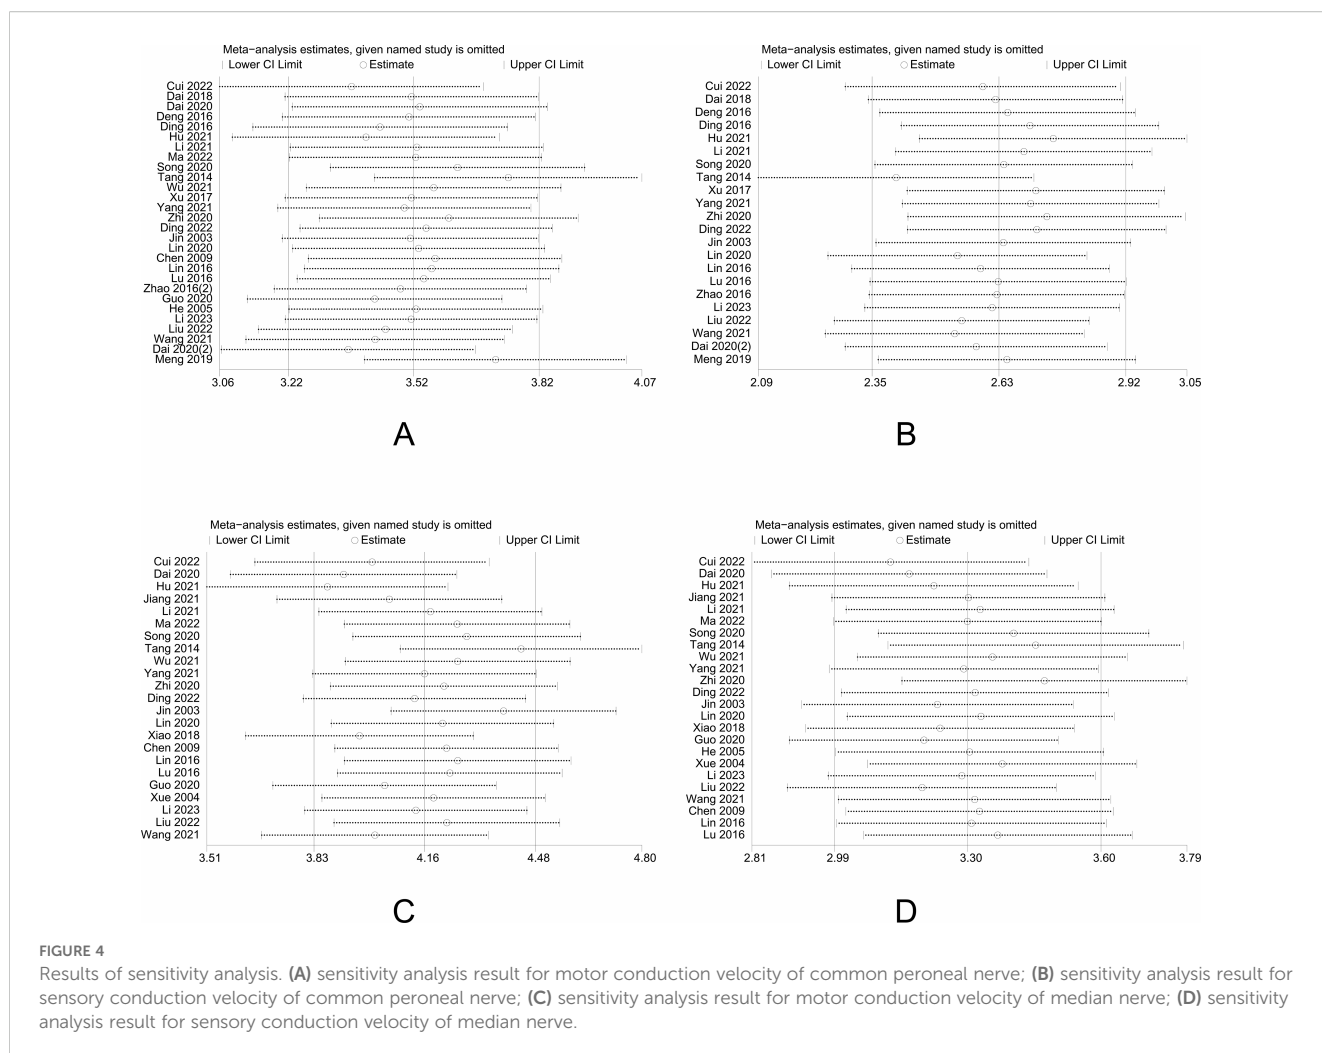 Meta−analysis estimates, given named study is omitted
Lower CI Limit Estimate Upper CI Limit
Cui 2022
Dai 2018
Dai 2020
Deng 2016
Ding 2016
Hu 2021
Li 2021
Ma 2022
Song 2020
Tang 2014
Wu 2021
Xu 2017
Yang 2021
Zhi 2020
Ding 2022
Jin 2003
Lin 2020
Chen 2009
Lin 2016
Lu 2016
Zhao 2016(2)
Guo 2020
He 2005
Li 2023
Liu 2022
Wang 2021
Dai 2020(2)
Meng 2019
3.06 3.22 3.52 3.82 4.07
A
Meta−analysis estimates, given named study is omitted
Lower CI Limit Estimate Upper CI Limit
Cui 2022
Dai 2018
Deng 2016
Ding 2016
Hu 2021
Li 2021
Song 2020
Tang 2014
Xu 2017
Yang 2021
Zhi 2020
Ding 2022
Jin 2003
Lin 2020
Lin 2016
Lu 2016
Zhao 2016
Li 2023
Liu 2022
Wang 2021
Dai 2020(2)
Meng 2019
2.09 2.35 2.63 2.92 3.05
B
Meta−analysis estimates, given named study is omitted
Lower CI Limit Estimate Upper CI Limit
Cui 2022
Dai 2020
Hu 2021
Jiang 2021
Li 2021
Ma 2022
Song 2020
Tang 2014
Wu 2021
Yang 2021
Zhi 2020
Ding 2022
Jin 2003
Lin 2020
Xiao 2018
Chen 2009
Lin 2016
Lu 2016
Guo 2020
Xue 2004
Li 2023
Liu 2022
Wang 2021
3.51 3.83 4.16 4.48 4.80
C
Meta−analysis estimates, given named study is omitted
Lower CI Limit Estimate Upper CI Limit
Cui 2022
Dai 2020
Hu 2021
Jiang 2021
Li 2021
Ma 2022
Song 2020
Tang 2014
Wu 2021
Yang 2021
Zhi 2020
Ding 2022
Jin 2003
Lin 2020
Xiao 2018
Guo 2020
He 2005
Xue 2004
Li 2023
Liu 2022
Wang 2021
Chen 2009
Lin 2016
Lu 2016
2.81 2.99 3.30 3.60 3.79
D
FIGURE 4
Results of sensitivity analysis. (A) sensitivity analysis result for motor conduction velocity of common peroneal nerve; (B) sensitivity analysis result for
sensory conduction velocity of common peroneal nerve; (C) sensitivity analysis result for motor conduction velocity of median nerve; (D) sensitivity
analysis result for sensory conduction velocity of median nerve.